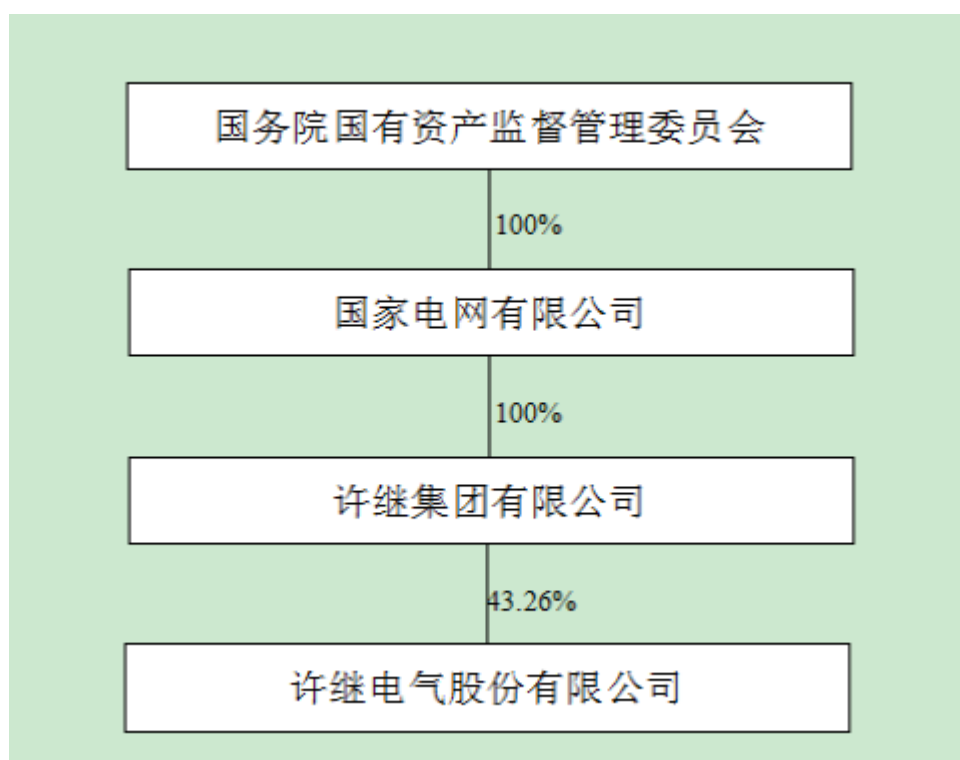 国务院国有资产监督管理委员会
100%
国家电网有限公司
100%
许继集团有限公司
43.26%
许继电气股份有限公司